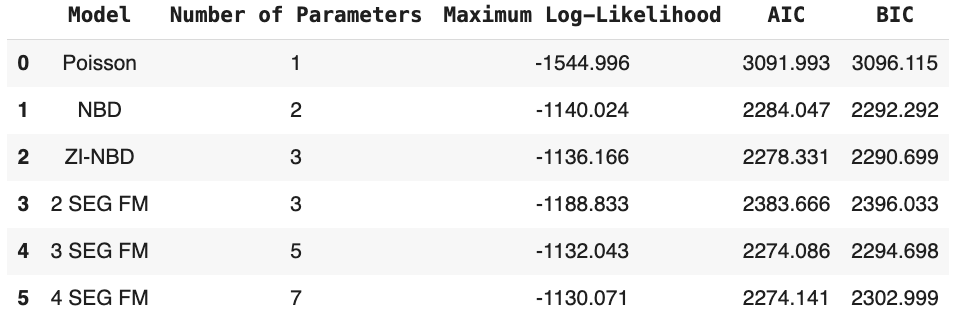 Model Number of Parameters Maximum Log-Likelihood AIC BIC
0 Poisson 1 -1544.996 3091.993 3096.115
1 NBD 2 -1140.024 2284.047 2292.292
2 ZI-NBD 3 -1136.166 2278.331 2290.699
3 2 SEG FM 3 -1188.833 2383.666 2396.033
4 3 SEG FM 5 -1132.043 2274.086 2294.698
5 4 SEG FM 7 -1130.071 2274.141 2302.999